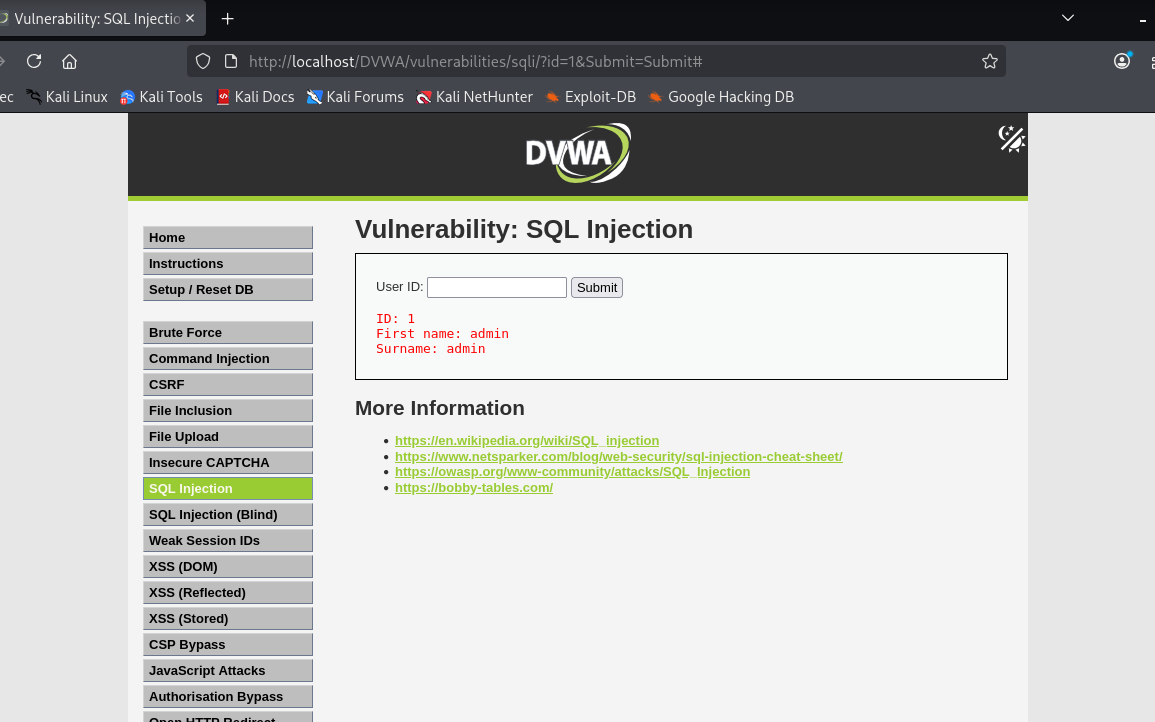 Vulnerability: SQL Injectio
http://localhost/DVWA/vulnerabilities/sqli/?id=1&Submit=Submit#
ec Kali Linux Kali Tools Kali Docs Kali Forums Kali NetHunter Exploit-DB Google Hacking DB
DVWA
Home
Instructions
Setup / Reset DB
Brute Force
Command Injection
CSRF
File Inclusion
File Upload
Insecure CAPTCHA
SQL Injection
SQL Injection (Blind)
Weak Session IDs
XSS (DOM)
XSS (Reflected)
XSS (Stored)
CSP Bypass
JavaScript Attacks
Authorisation Bypass
Open HTTP Redirect
Vulnerability: SQL Injection
User ID: Submit
ID: 1
First name: admin
Surname: admin
More Information
https://en.wikipedia.org/wiki/SQL_injection
https://www.netsparker.com/blog/web-security/sql-injection-cheat-sheet/
https://owasp.org/www-community/attacks/SQL_Injection
https://bobby-tables.com/